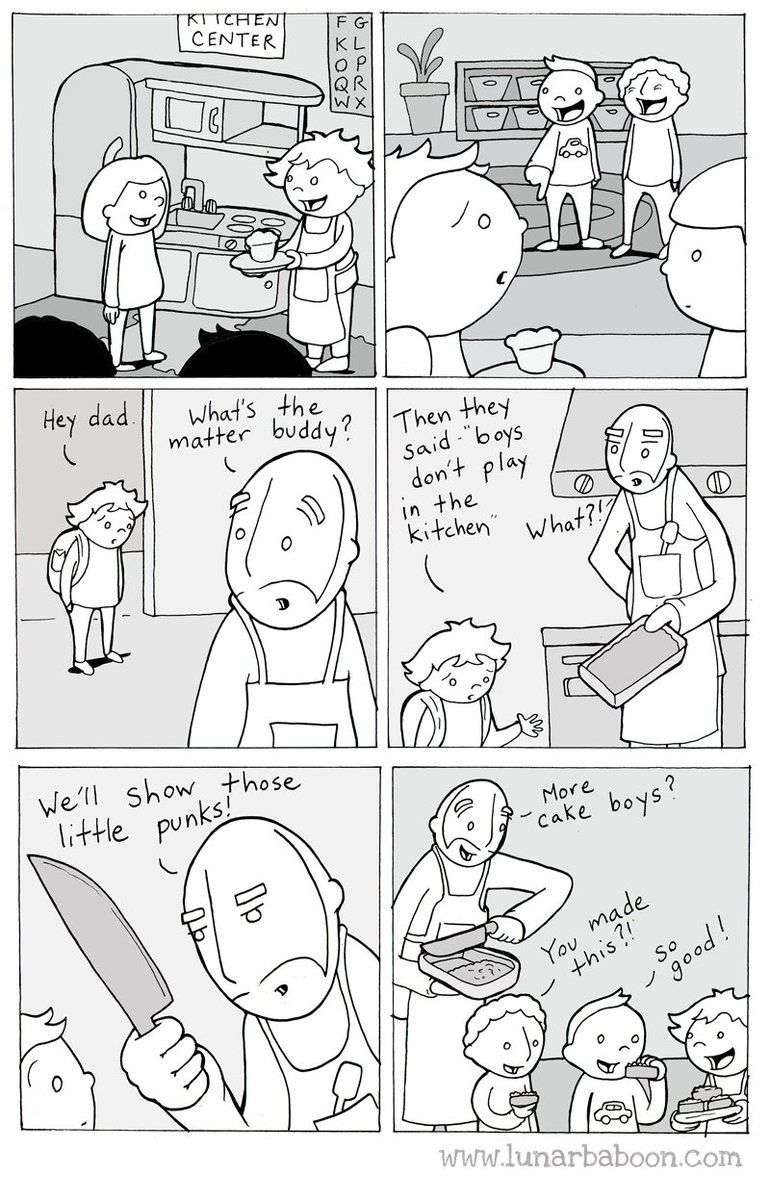 KITCHEN
CENTER
F G
K L
O P
Q R
W X
Hey dad.
What's the
matter buddy?
Then they
said-"boys
don't play
in the
kitchen"
What?!
We'll show those
little punks!
More
cake boys?
You made
this?!
so
good!
www.lunarbaboon.com